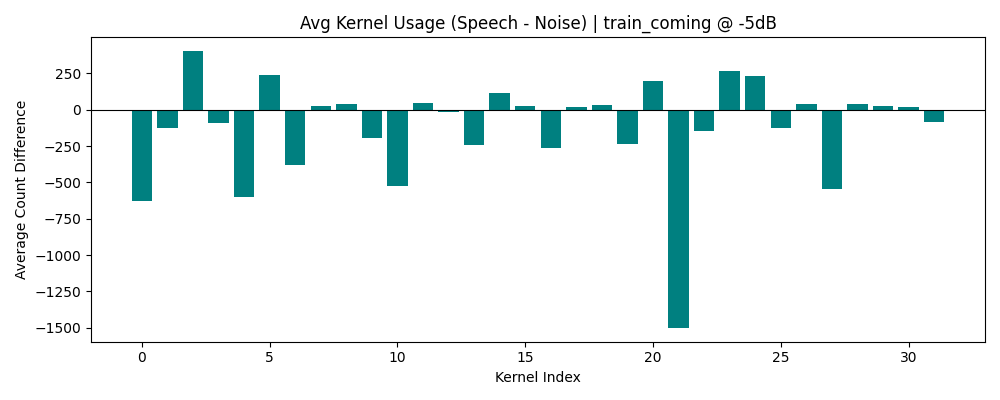 Avg Kernel Usage (Speech - Noise) | train_coming @ -5dB
Average Count Difference
250
0
−250
−500
−750
−1000
−1250
−1500
0 5 10 15 20 25 30
Kernel Index